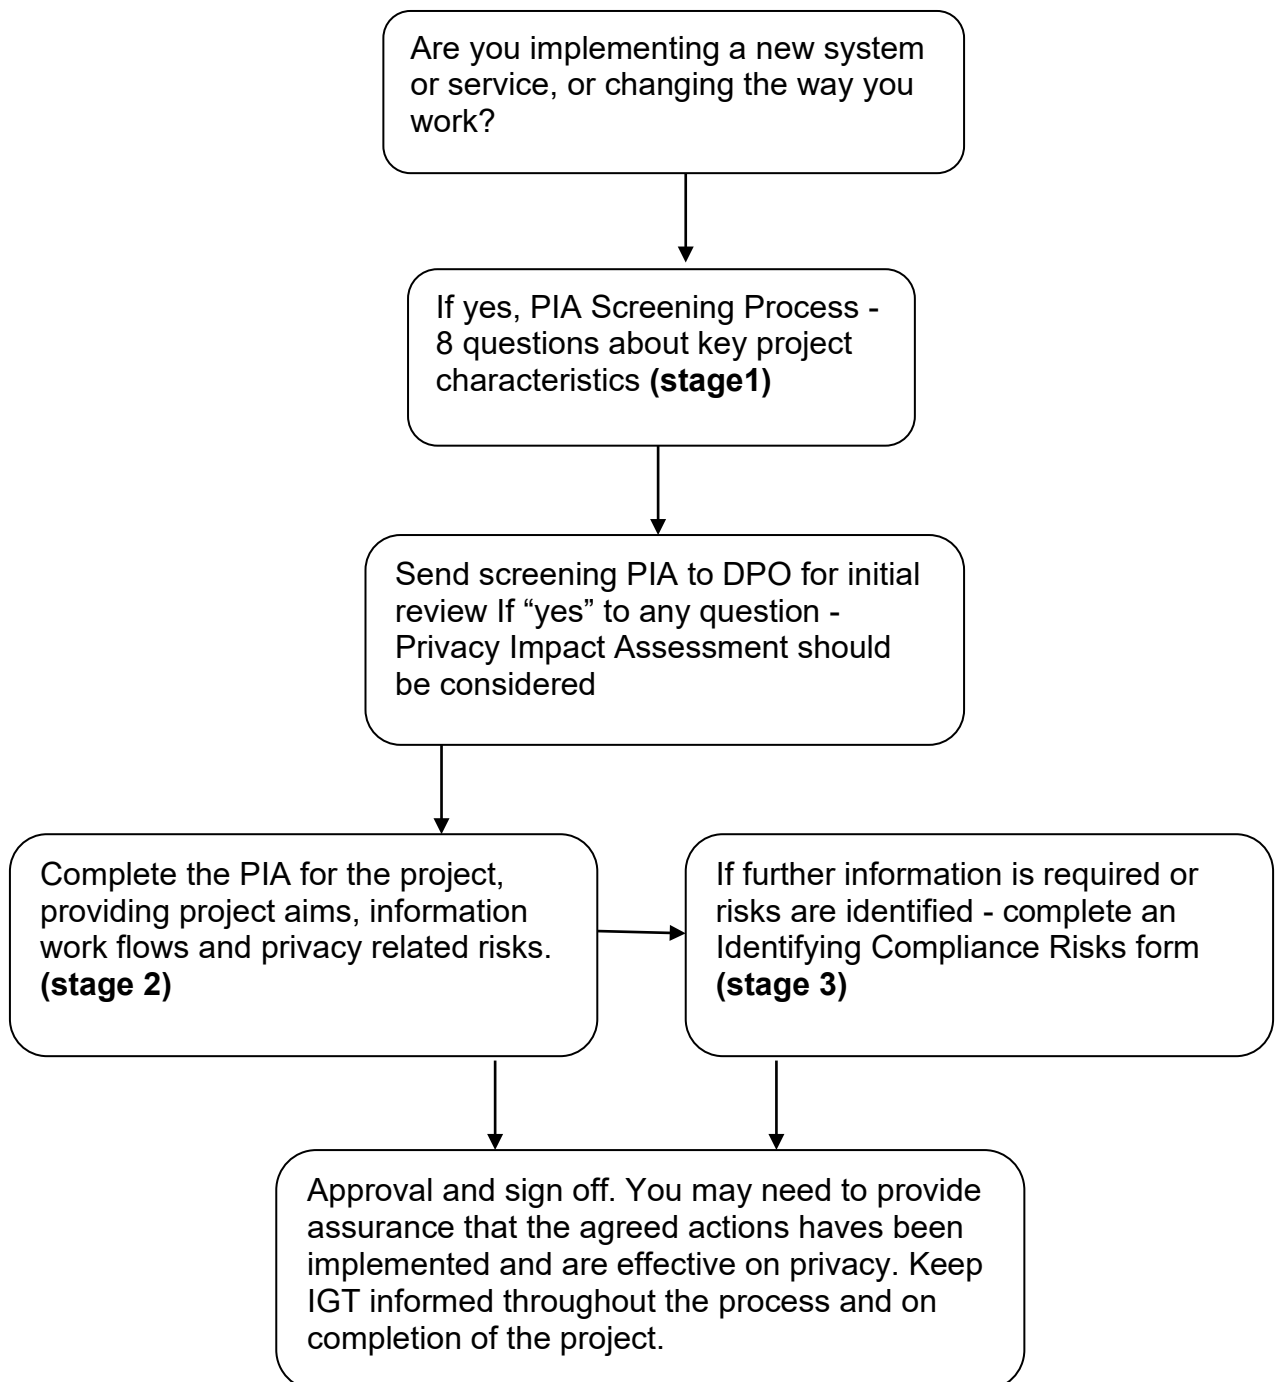 Are you implementing a new system
or service, or changing the way you
work?
If yes, PIA Screening Process -
8 questions about key project
characteristics (stage1)
Send screening PIA to DPO for initial
review If “yes” to any question -
Privacy Impact Assessment should
be considered
Complete the PIA for the project,
providing project aims, information
work flows and privacy related risks.
(stage 2)
If further information is required or
risks are identified - complete an
Identifying Compliance Risks form
(stage 3)
Approval and sign off. You may need to provide
assurance that the agreed actions haves been
implemented and are effective on privacy. Keep
IGT informed throughout the process and on
completion of the project.